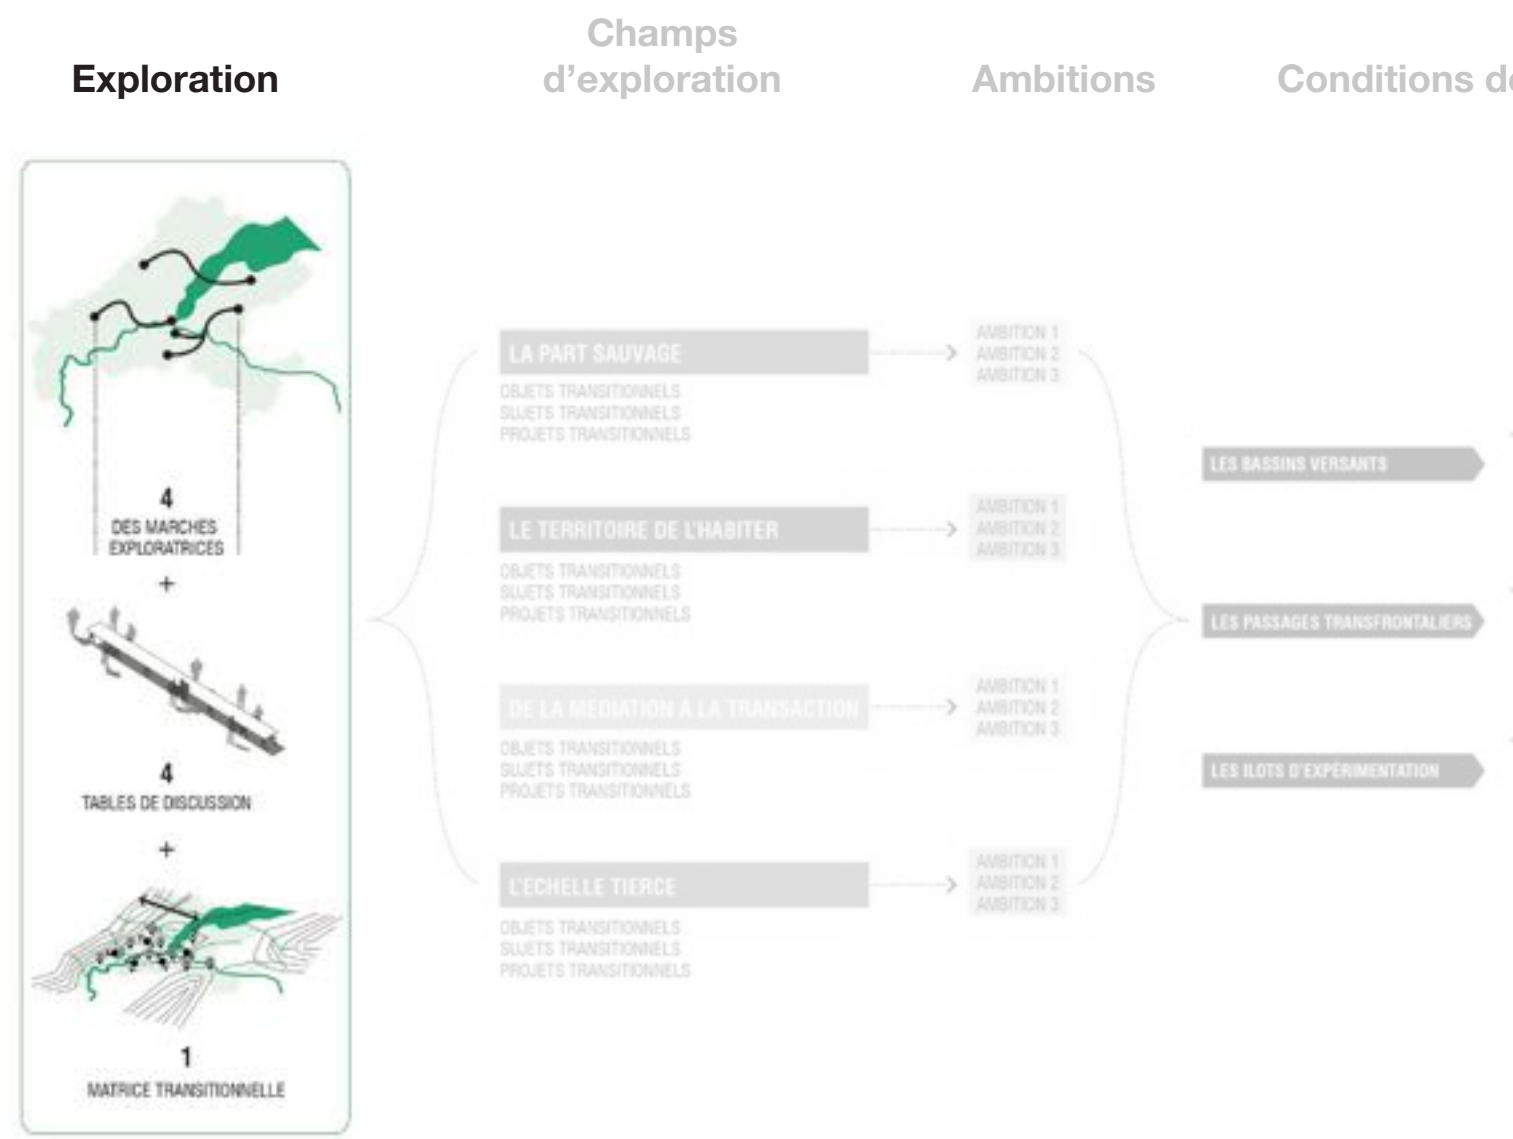 Exploration
Champs
d’exploration
Ambitions
Conditions de
4
DES MARCHES
EXPLORATRICES
+
4
TABLES DE DISCUSSION
+
1
MATRICE TRANSITIONNELLE
LA PART SAUVAGE
OBJETS TRANSITIONNELS
SUJETS TRANSITIONNELS
PROJETS TRANSITIONNELS
LE TERRITOIRE DE L'HABITER
OBJETS TRANSITIONNELS
SUJETS TRANSITIONNELS
PROJETS TRANSITIONNELS
DE LA MÉDIATION À LA TRANSACTION
OBJETS TRANSITIONNELS
SUJETS TRANSITIONNELS
PROJETS TRANSITIONNELS
L'ÉCHELLE TIERCE
OBJETS TRANSITIONNELS
SUJETS TRANSITIONNELS
PROJETS TRANSITIONNELS
AMBITION 1
AMBITION 2
AMBITION 3
AMBITION 1
AMBITION 2
AMBITION 3
AMBITION 1
AMBITION 2
AMBITION 3
AMBITION 1
AMBITION 2
AMBITION 3
LES BASSINS VERSANTS
LES PASSAGES TRANSFRONTALIERS
LES ILOTS D'EXPÉRIMENTATION